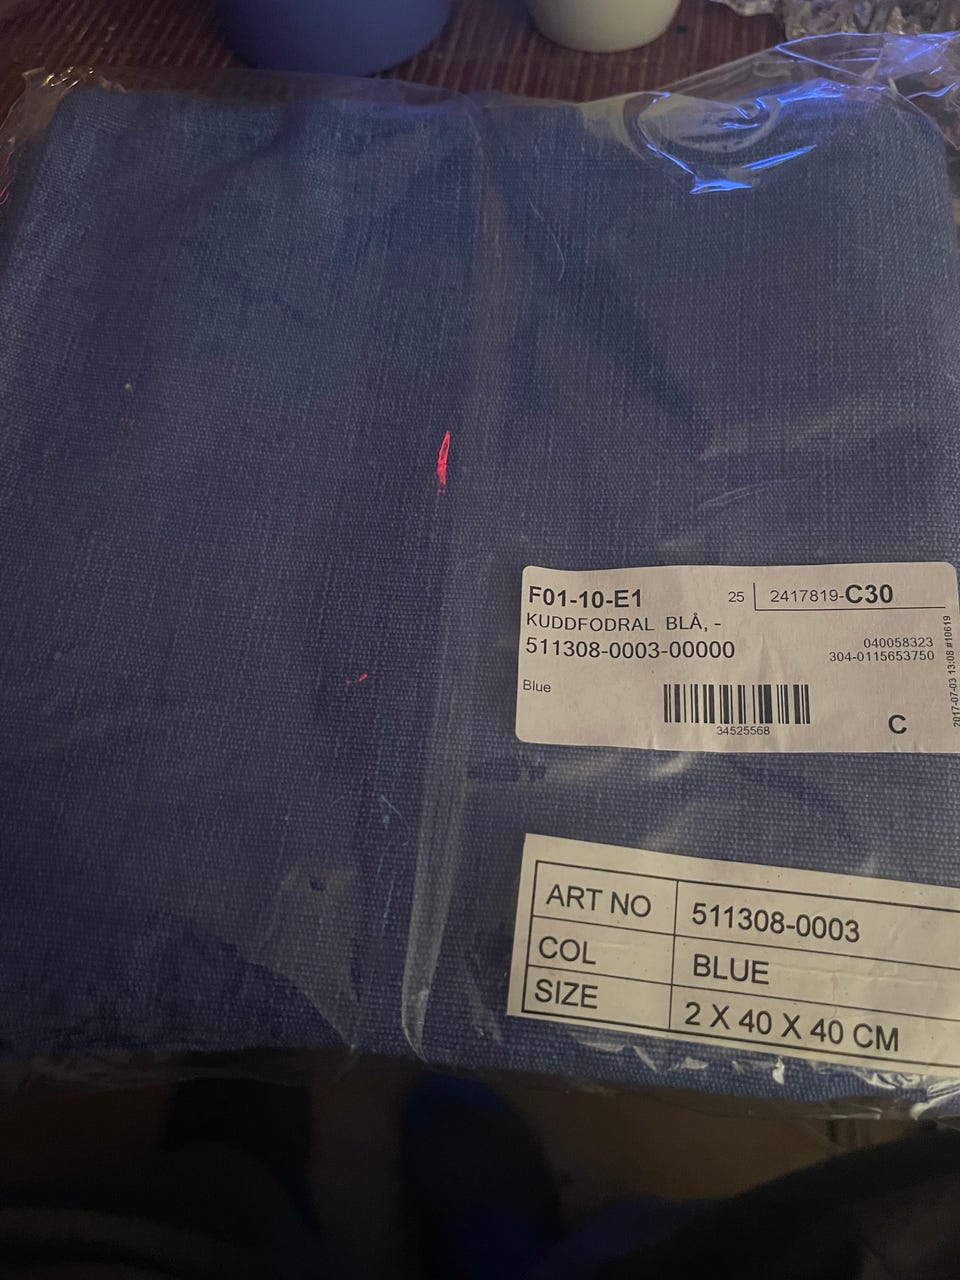 F01-10-E1 25 2417819-C30
KUDDFODRAL BLÅ, -
511308-0003-00000
040058323
304-0115653750
Blue
34525568
C
2017-07-03 13:08 #10619
ART NO 511308-0003
COL BLUE
SIZE 2 X 40 X 40 CM